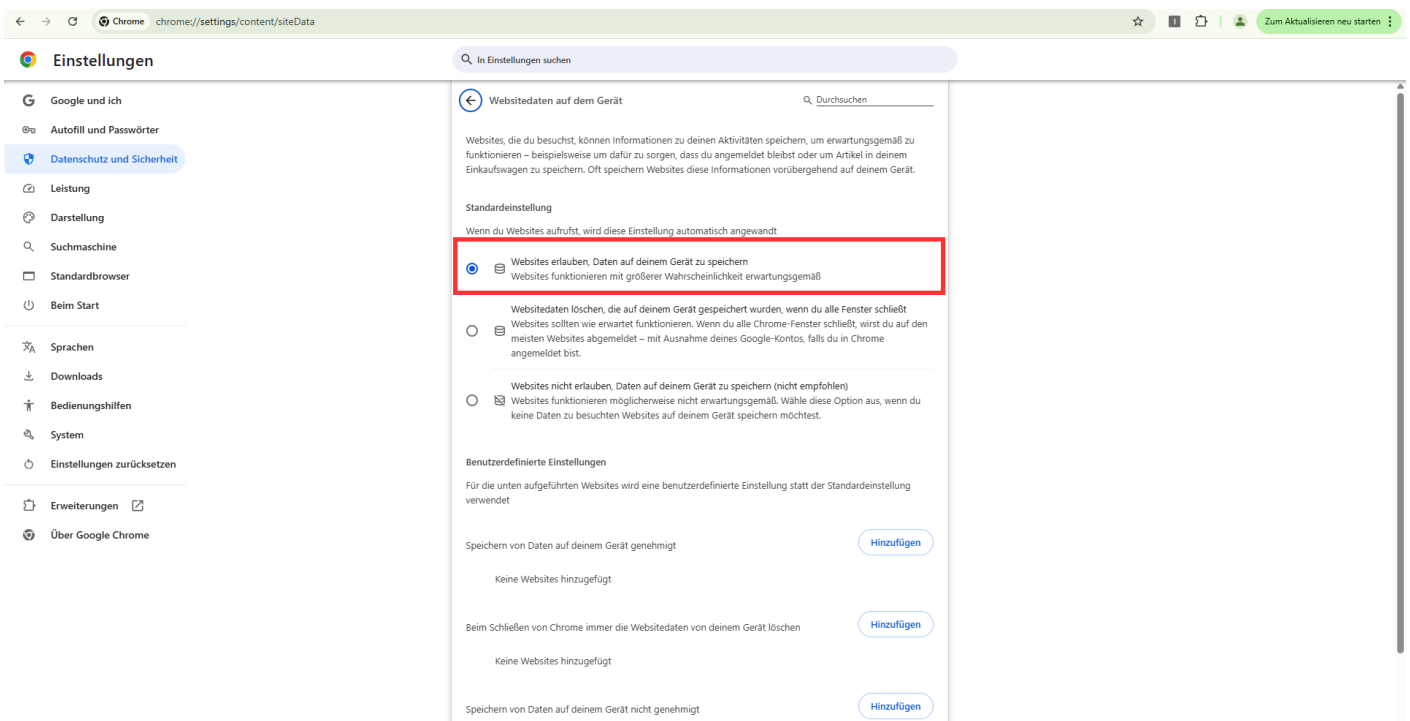 Chrome chrome://settings/content/siteData
Zum Aktualisieren neu starten
Einstellungen
In Einstellungen suchen
Google und ich
Autofill und Passwörter
Datenschutz und Sicherheit
Leistung
Darstellung
Suchmaschine
Standardbrowser
Beim Start
Sprachen
Downloads
Bedienungshilfen
System
Einstellungen zurücksetzen
Erweiterungen
Über Google Chrome
Websitedaten auf dem Gerät
Durchsuchen
Websites, die du besuchst, können Informationen zu deinen Aktivitäten speichern, um erwartungsgemäß zu
funktionieren – beispielsweise um dafür zu sorgen, dass du angemeldet bleibst oder um Artikel in deinem
Einkaufswagen zu speichern. Oft speichern Websites diese Informationen vorübergehend auf deinem Gerät.
Standardeinstellung
Wenn du Websites aufrufst, wird diese Einstellung automatisch angewandt
Websites erlauben, Daten auf deinem Gerät zu speichern
Websites funktionieren mit größerer Wahrscheinlichkeit erwartungsgemäß
Websitedaten löschen, die auf deinem Gerät gespeichert wurden, wenn du alle Fenster schließt
Websites sollten wie erwartet funktionieren. Wenn du alle Chrome-Fenster schließt, wirst du auf den
meisten Websites abgemeldet – mit Ausnahme deines Google-Kontos, falls du in Chrome
angemeldet bist.
Websites nicht erlauben, Daten auf deinem Gerät zu speichern (nicht empfohlen)
Websites funktionieren möglicherweise nicht erwartungsgemäß. Wähle diese Option aus, wenn du
keine Daten zu besuchten Websites auf deinem Gerät speichern möchtest.
Benutzerdefinierte Einstellungen
Für die unten aufgeführten Websites wird eine benutzerdefinierte Einstellung statt der Standardeinstellung
verwendet
Speichern von Daten auf deinem Gerät genehmigt
Hinzufügen
Keine Websites hinzugefügt
Beim Schließen von Chrome immer die Websitedaten von deinem Gerät löschen
Hinzufügen
Keine Websites hinzugefügt
Speichern von Daten auf deinem Gerät nicht genehmigt
Hinzufügen